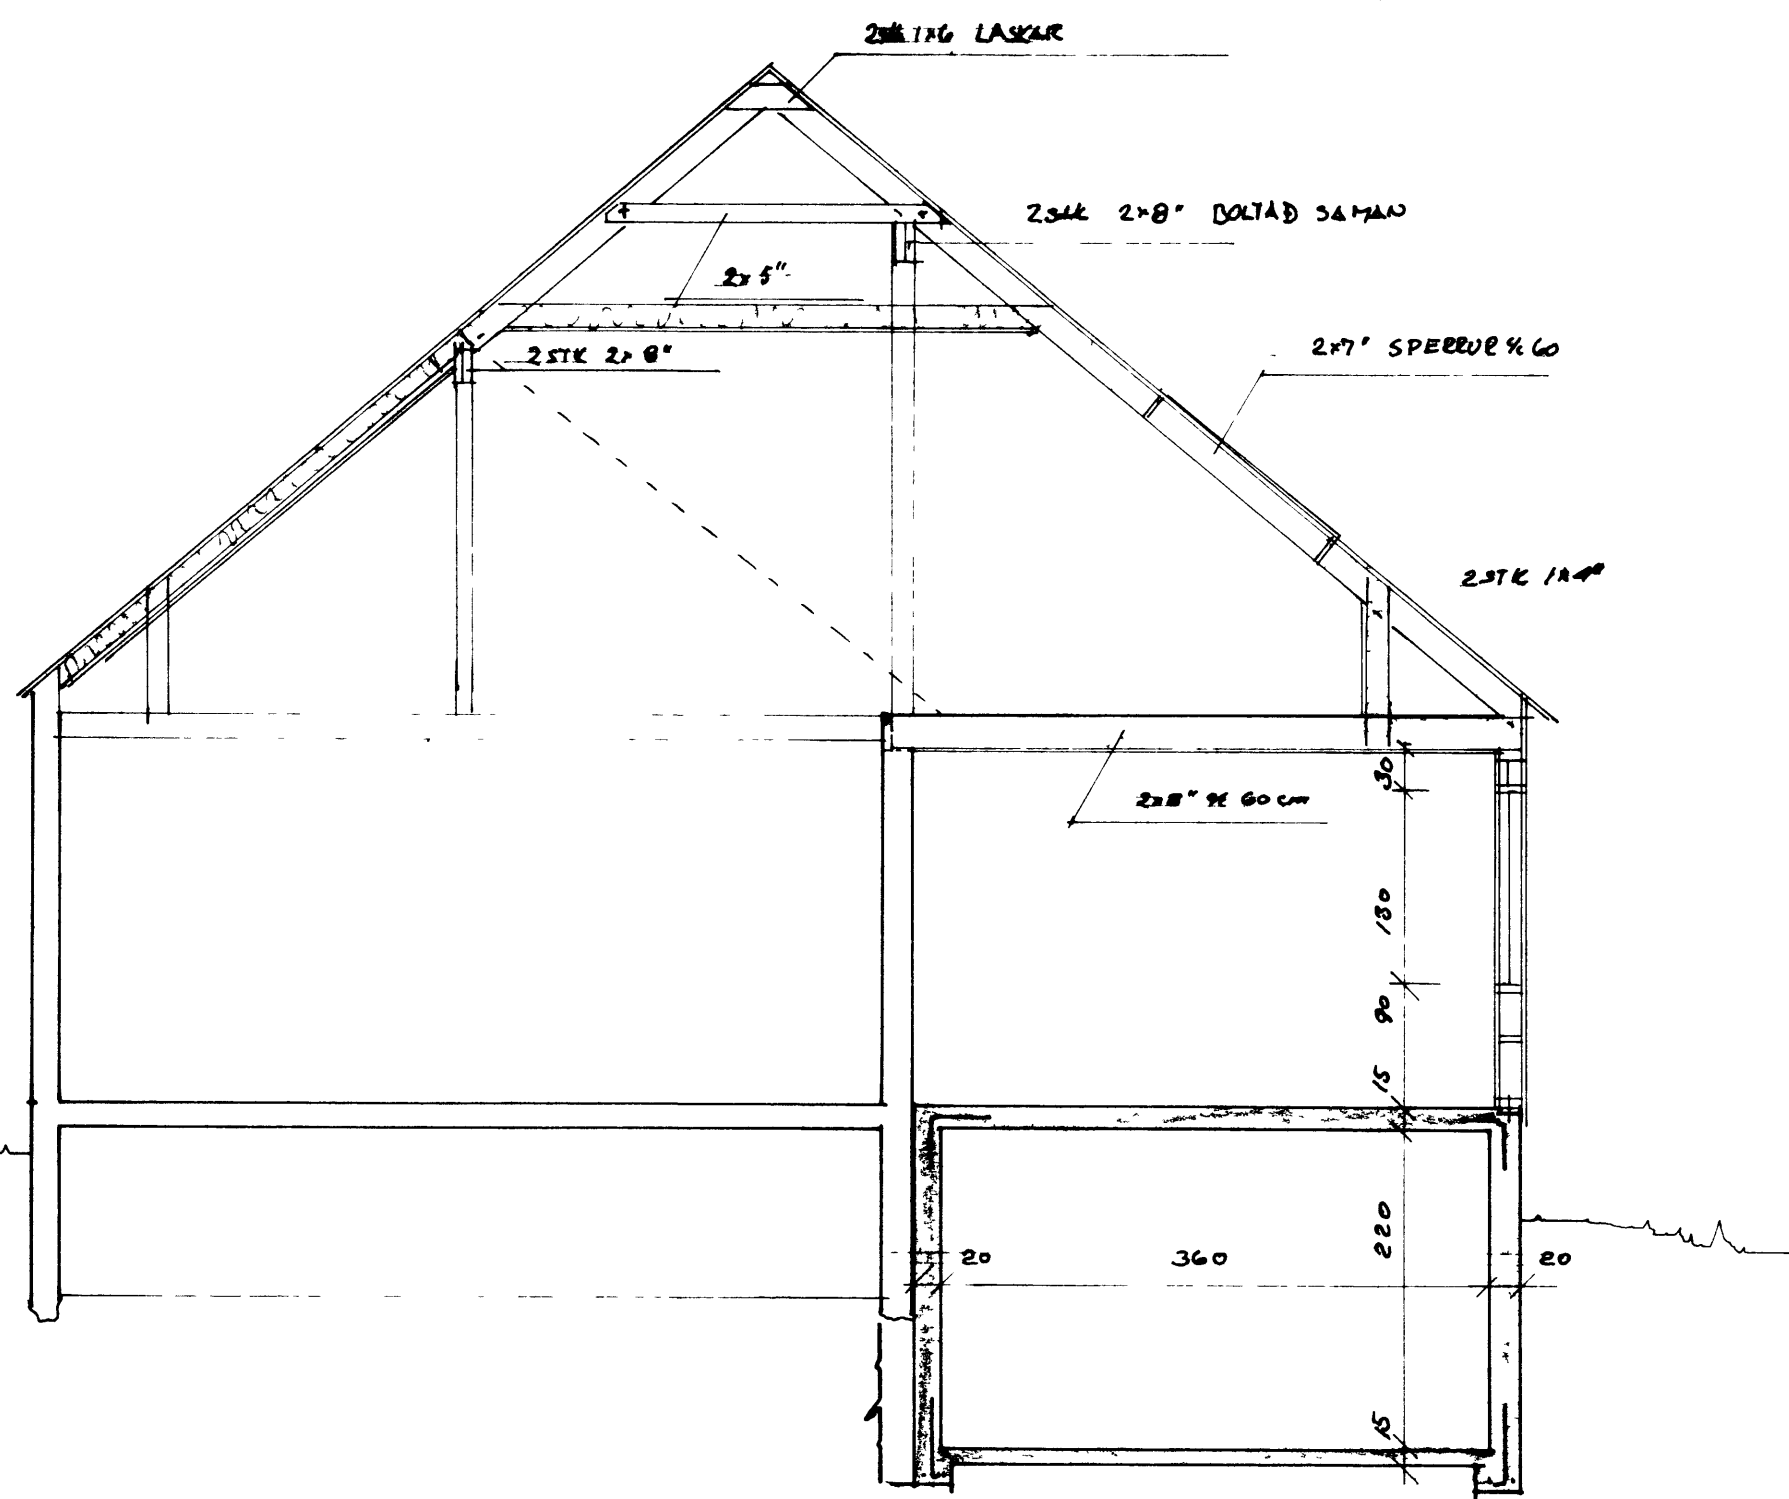 2stk 1x6 LASKAR
2stk 2x8" BOLTAÐ SAMAN
2x5"
2STK 2x8"
2x7" SPERRUR % 60
2STK 1x4"
30
2x8" % 60 cm
130
90
15
220
20
360
20
15